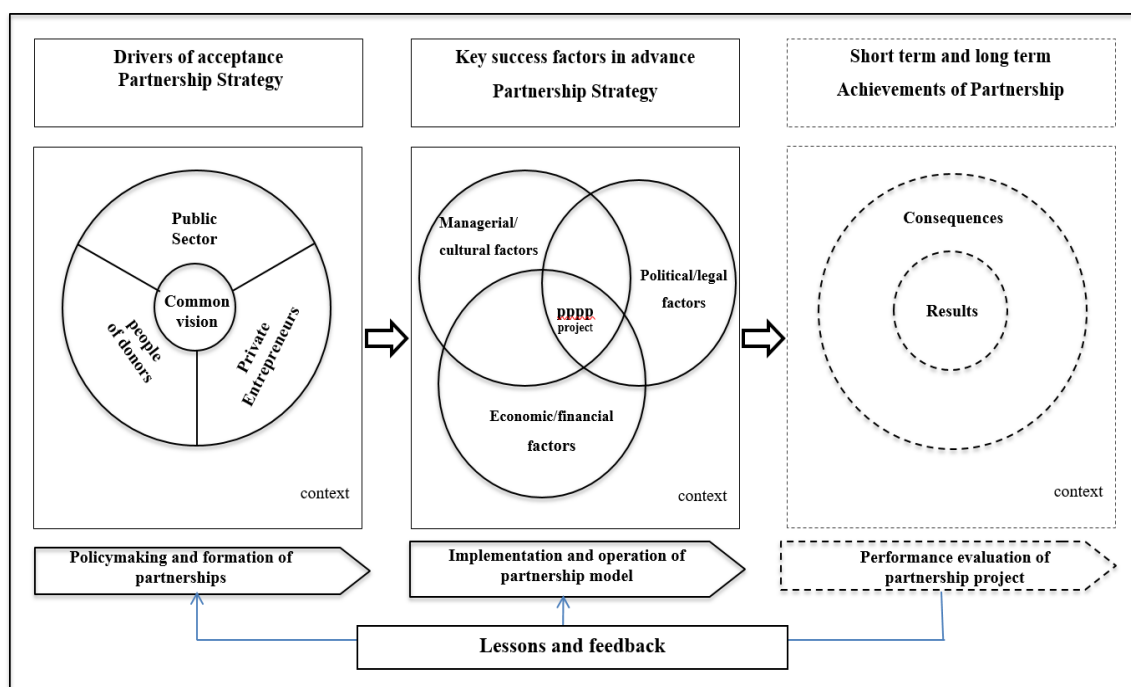 Drivers of acceptance
Partnership Strategy
Key success factors in advance
Partnership Strategy
Short term and long term
Achievements of Partnership
Public
Sector
Common
vision
people
of donors
Private
Entrepreneurs
context
Managerial/
cultural factors
Political/legal
factors
pppp
project
Economic/financial
factors
context
Consequences
Results
context
Policymaking and formation of
partnerships
Implementation and operation of
partnership model
Performance evaluation of
partnership project
Lessons and feedback